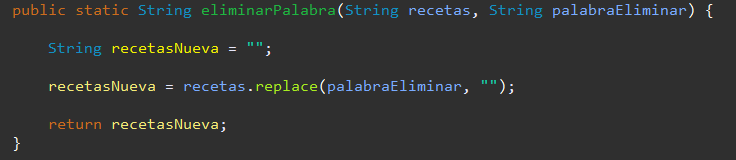 public static String eliminarPalabra(String recetas, String palabraEliminar) {
String recetasNueva = "";
recetasNueva = recetas.replace(palabraEliminar, "");
return recetasNueva;
}